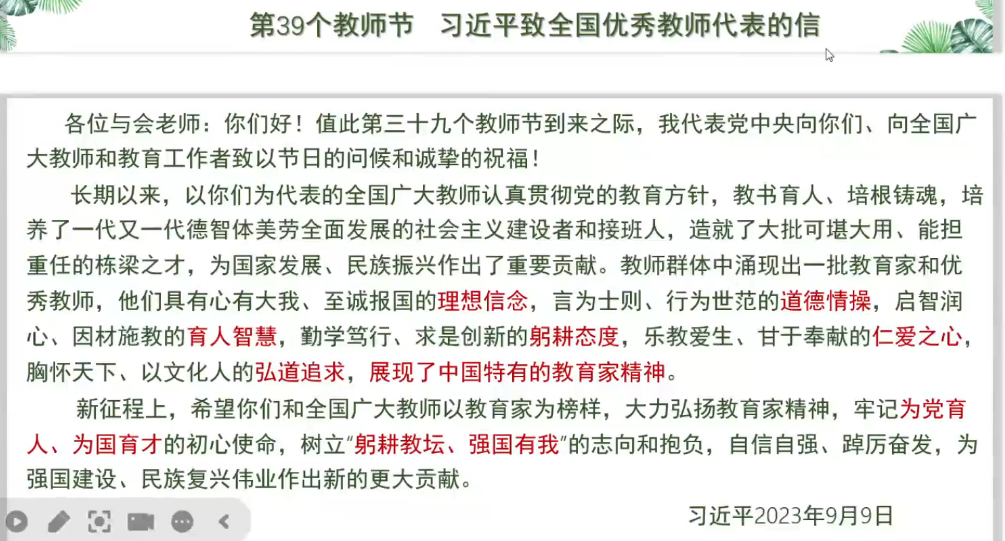 第39个教师节 习近平致全国优秀教师代表的信
各位与会老师：你们好！值此第三十九个教师节到来之际，我代表党中央向你们、向全国广
大教师和教育工作者致以节日的问候和诚挚的祝福！
长期以来，以你们为代表的全国广大教师认真贯彻党的教育方针，教书育人、培根铸魂，培
养了一代又一代德智体美劳全面发展的社会主义建设者和接班人，造就了大批可堪大用、能担
重任的栋梁之才，为国家发展、民族振兴作出了重要贡献。教师群体中涌现出一批教育家和优
秀教师，他们具有心有大我、至诚报国的理想信念，言为士则、行为世范的道德情操，启智润
心、因材施教的育人智慧，勤学笃行、求是创新的躬耕态度，乐教爱生、甘于奉献的仁爱之心，
胸怀天下、以文化人的弘道追求，展现了中国特有的教育家精神。
新征程上，希望你们和全国广大教师以教育家为榜样，大力弘扬教育家精神，牢记为党育
人、为国育才的初心使命，树立“躬耕教坛、强国有我”的志向和抱负，自信自强、踔厉奋发，为
强国建设、民族复兴伟业作出新的更大贡献。
习近平2023年9月9日